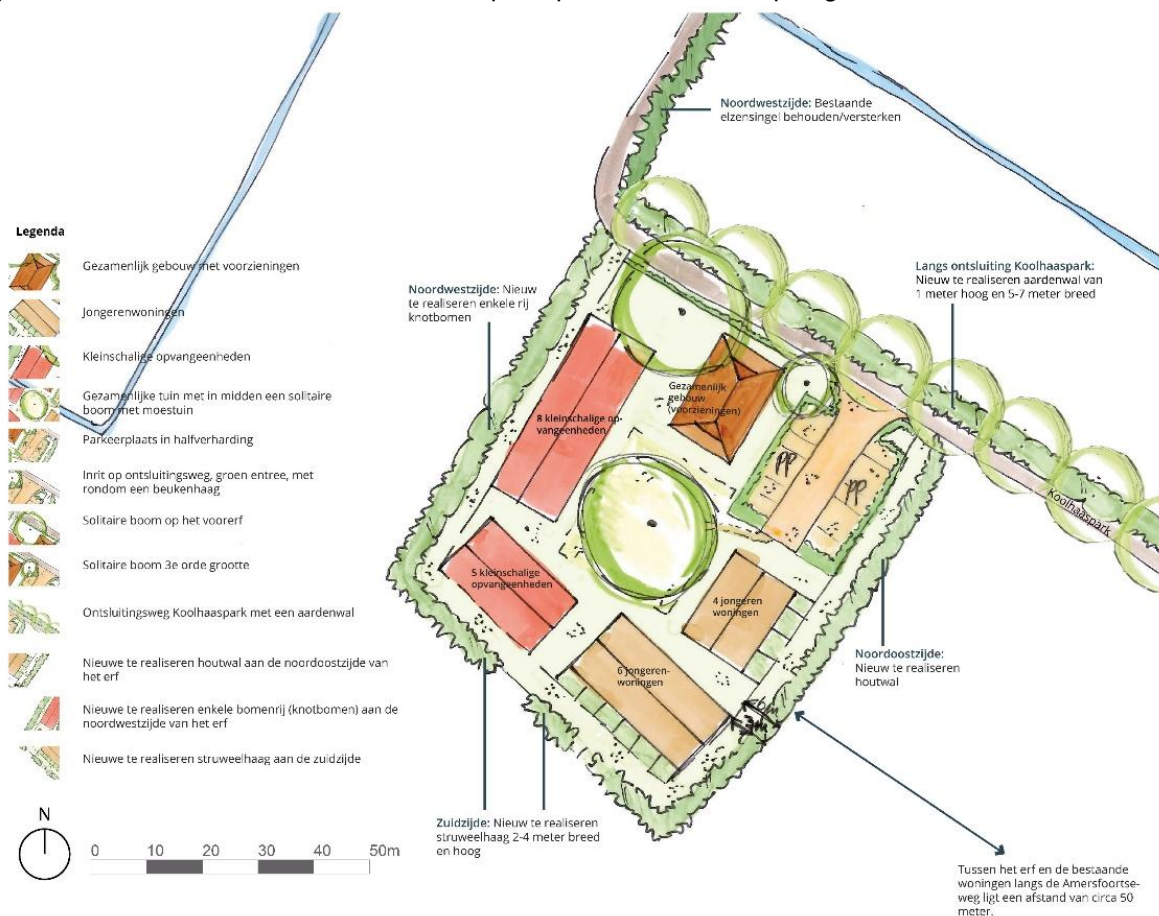 Noordwestzijde: Bestaande
elzensingel behouden/versterken
Legenda
Gezamenlijk gebouw met voorzieningen
Jongerenwoningen
Kleinschalige opvangeenheden
Gezamenlijke tuin met in midden een solitaire
boom met moestuin
Parkeerplaats in halfverharding
Inrit op ontsluitingsweg, groen entree, met
rondom een beukenhaag
Solitaire boom op het voorerf
Solitaire boom 3e orde grootte
Ontsluitingsweg Koolhaaspark met een aardenwal
Nieuwe te realiseren houtwal aan de noordoostzijde van
het erf
Nieuwe te realiseren enkele bomenrij (knotbomen) aan de
noordwestzijde van het erf
Nieuwe te realiseren struweelhaag aan de zuidzijde
N
0 10 20 30 40 50m
Noordwestzijde: Nieuw
te realiseren enkele rij
knotbomen
Langs ontsluiting Koolhaaspark:
Nieuw te realiseren aardenwal van
1 meter hoog en 5-7 meter breed
Gezamenlijk
gebouw
(voorzieningen)
8 kleinschalige op-
vangeenheden
PP
PP
Koolhaaspark
5 kleinschalige
opvangeenheden
4 jongeren
woningen
6 jongeren-
woningen
6m
3m
Noordoostzijde:
Nieuw te realiseren
houtwal
Zuidzijde: Nieuw te realiseren
struweelhaag 2-4 meter breed
en hoog
Tussen het erf en de bestaande
woningen langs de Amersfoortse-
weg ligt een afstand van circa 50
meter.